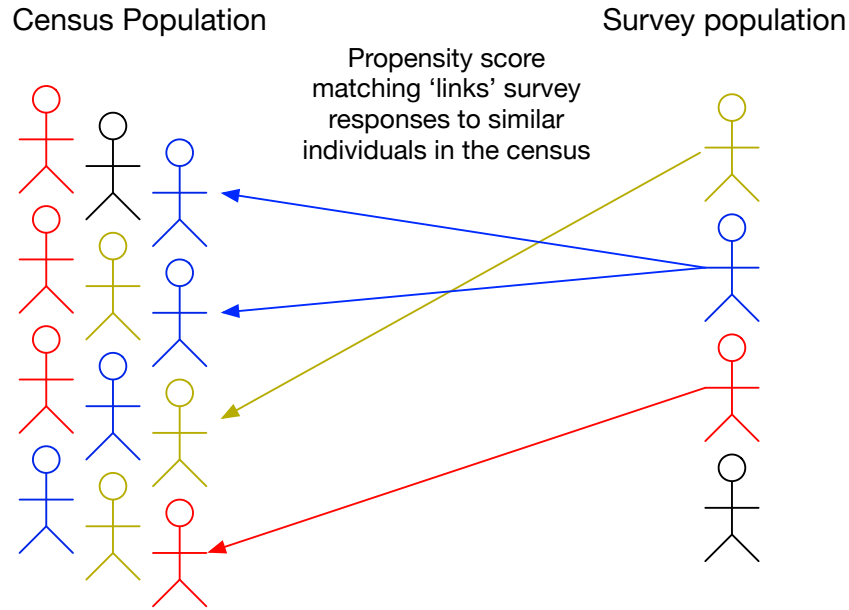 Census Population
Survey population
Propensity score
matching ‘links’ survey
responses to similar
individuals in the census